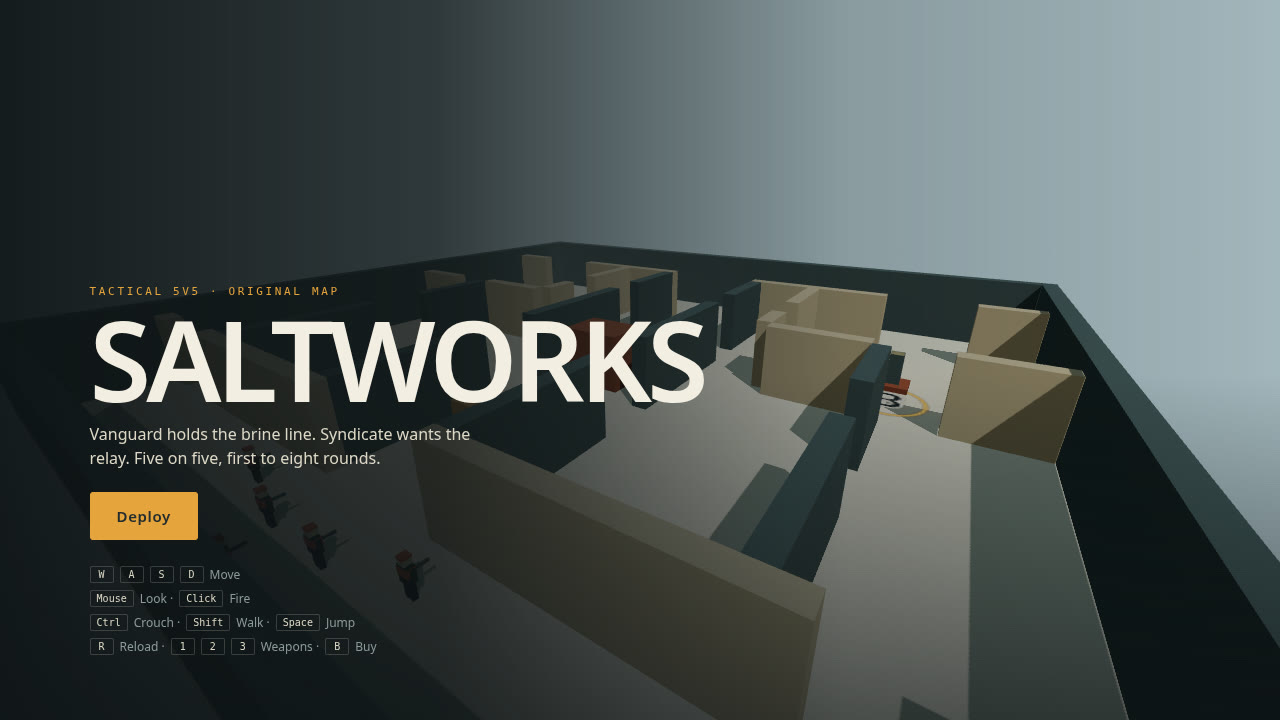 TACTICAL 5V5 · ORIGINAL MAP
SALTWORKS
Vanguard holds the brine line. Syndicate wants the
relay. Five on five, first to eight rounds.
Deploy
W A S D Move
Mouse Look · Click Fire
Ctrl Crouch · Shift Walk · Space Jump
R Reload · 1 2 3 Weapons · B Buy
B